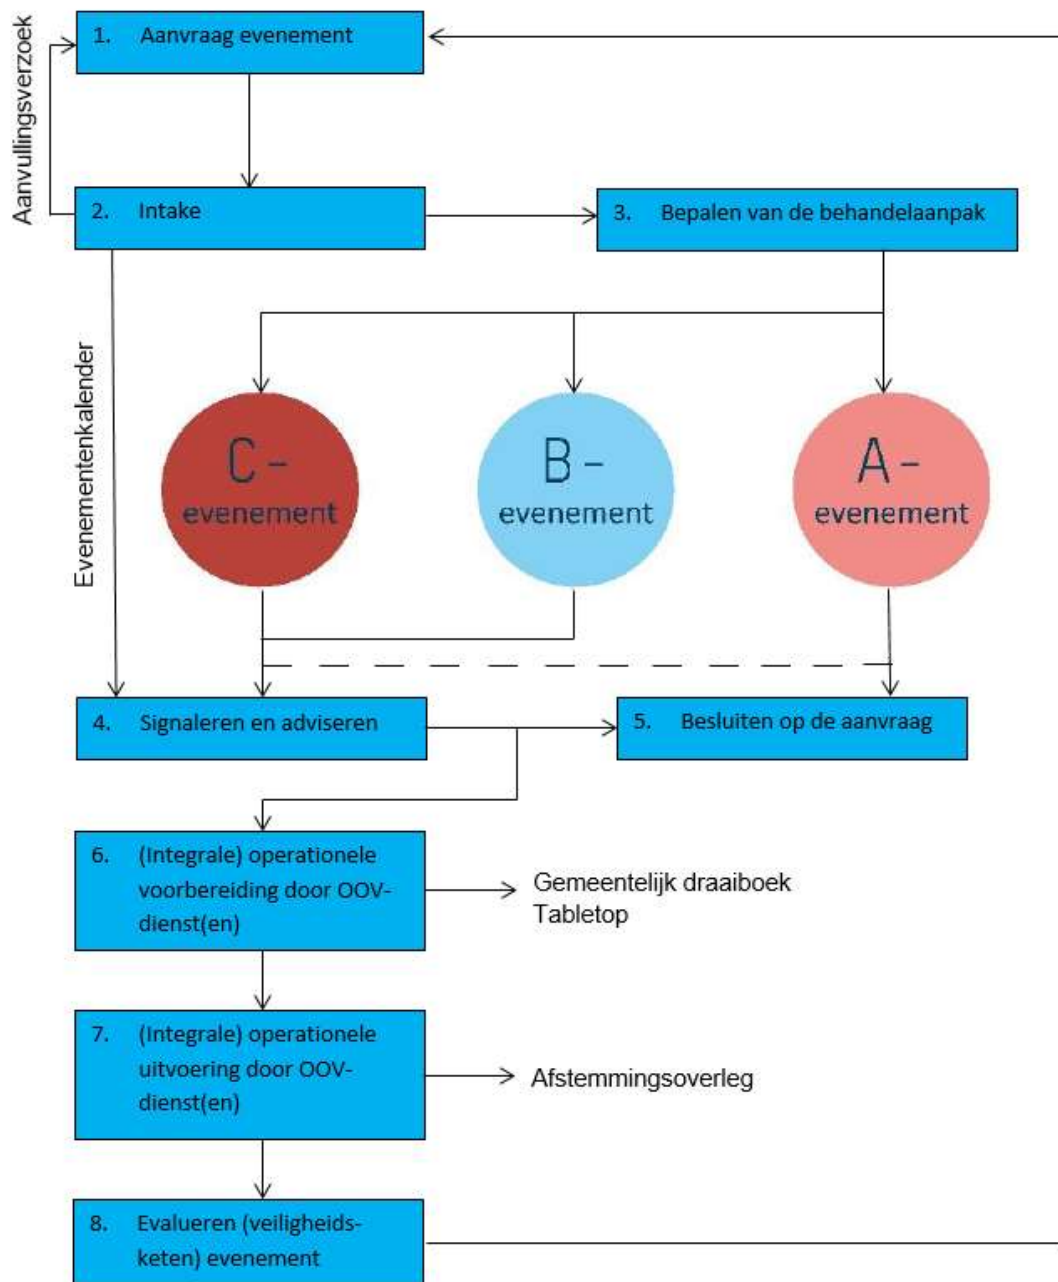 1. Aanvraag evenement
Aanvullingsverzoek
2. Intake
3. Bepalen van de behandelaanpak
Evenementenkalender
C-
evenement
B-
evenement
A-
evenement
4. Signaleren en adviseren
5. Besluiten op de aanvraag
6. (Integrale) operationele
voorbereiding door OOV-
dienst(en)
Gemeentelijk draaiboek
Tabletop
7. (Integrale) operationele
uitvoering door OOV-
dienst(en)
Afstemmingsoverleg
8. Evalueren (veiligheids-
keten) evenement